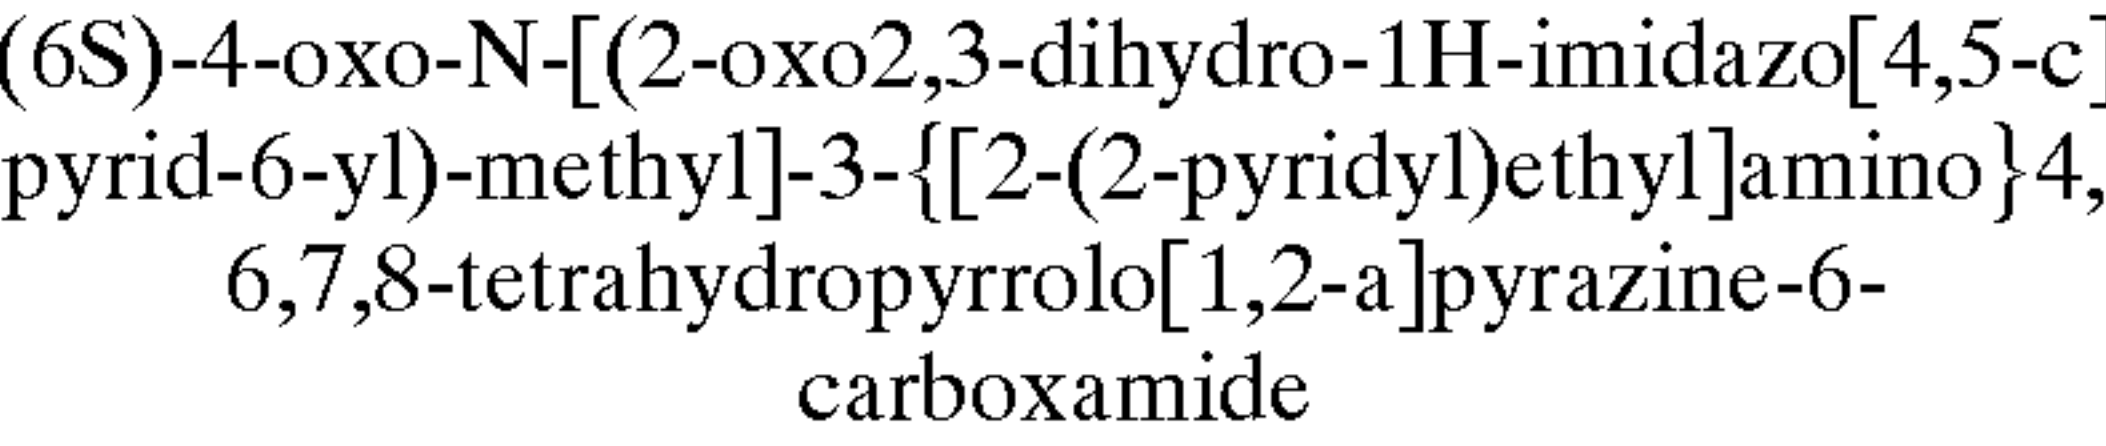 (6S)-4-oxo-N-[(2-oxo2,3-dihydro-1H-imidazo[4,5-c]
pyrid-6-yl)-methyl]-3-{[2-(2-pyridyl)ethyl]amino}4,
6,7,8-tetrahydropyrrolo[1,2-a]pyrazine-6-
carboxamide